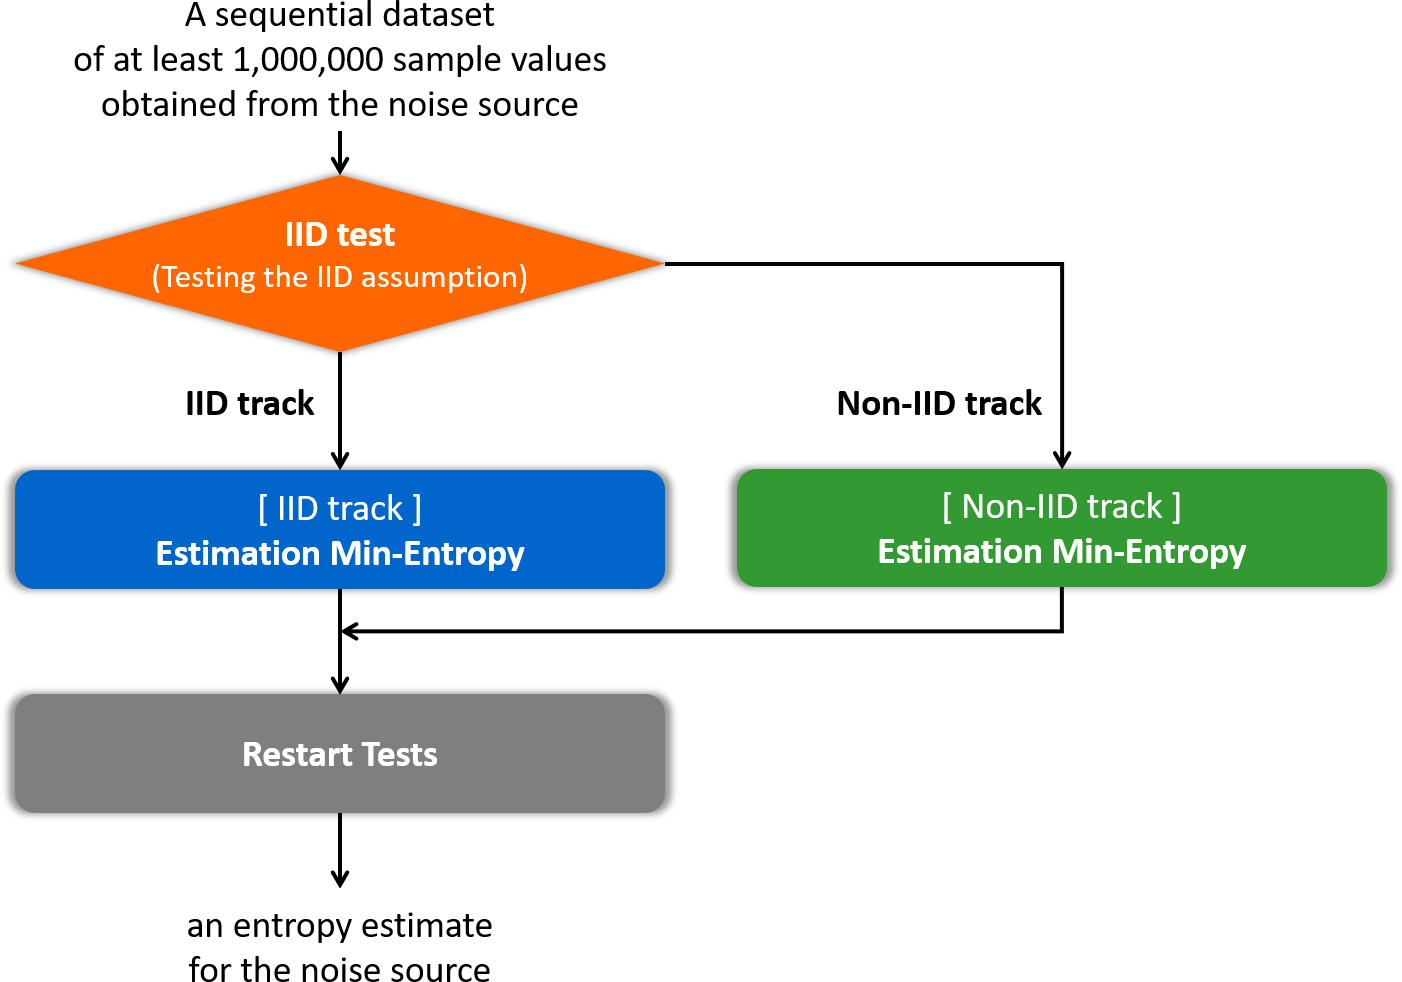 A sequential dataset
of at least 1,000,000 sample values
obtained from the noise source
IID test
(Testing the IID assumption)
IID track
Non-IID track
[ IID track ]
Estimation Min-Entropy
[ Non-IID track ]
Estimation Min-Entropy
Restart Tests
an entropy estimate
for the noise source